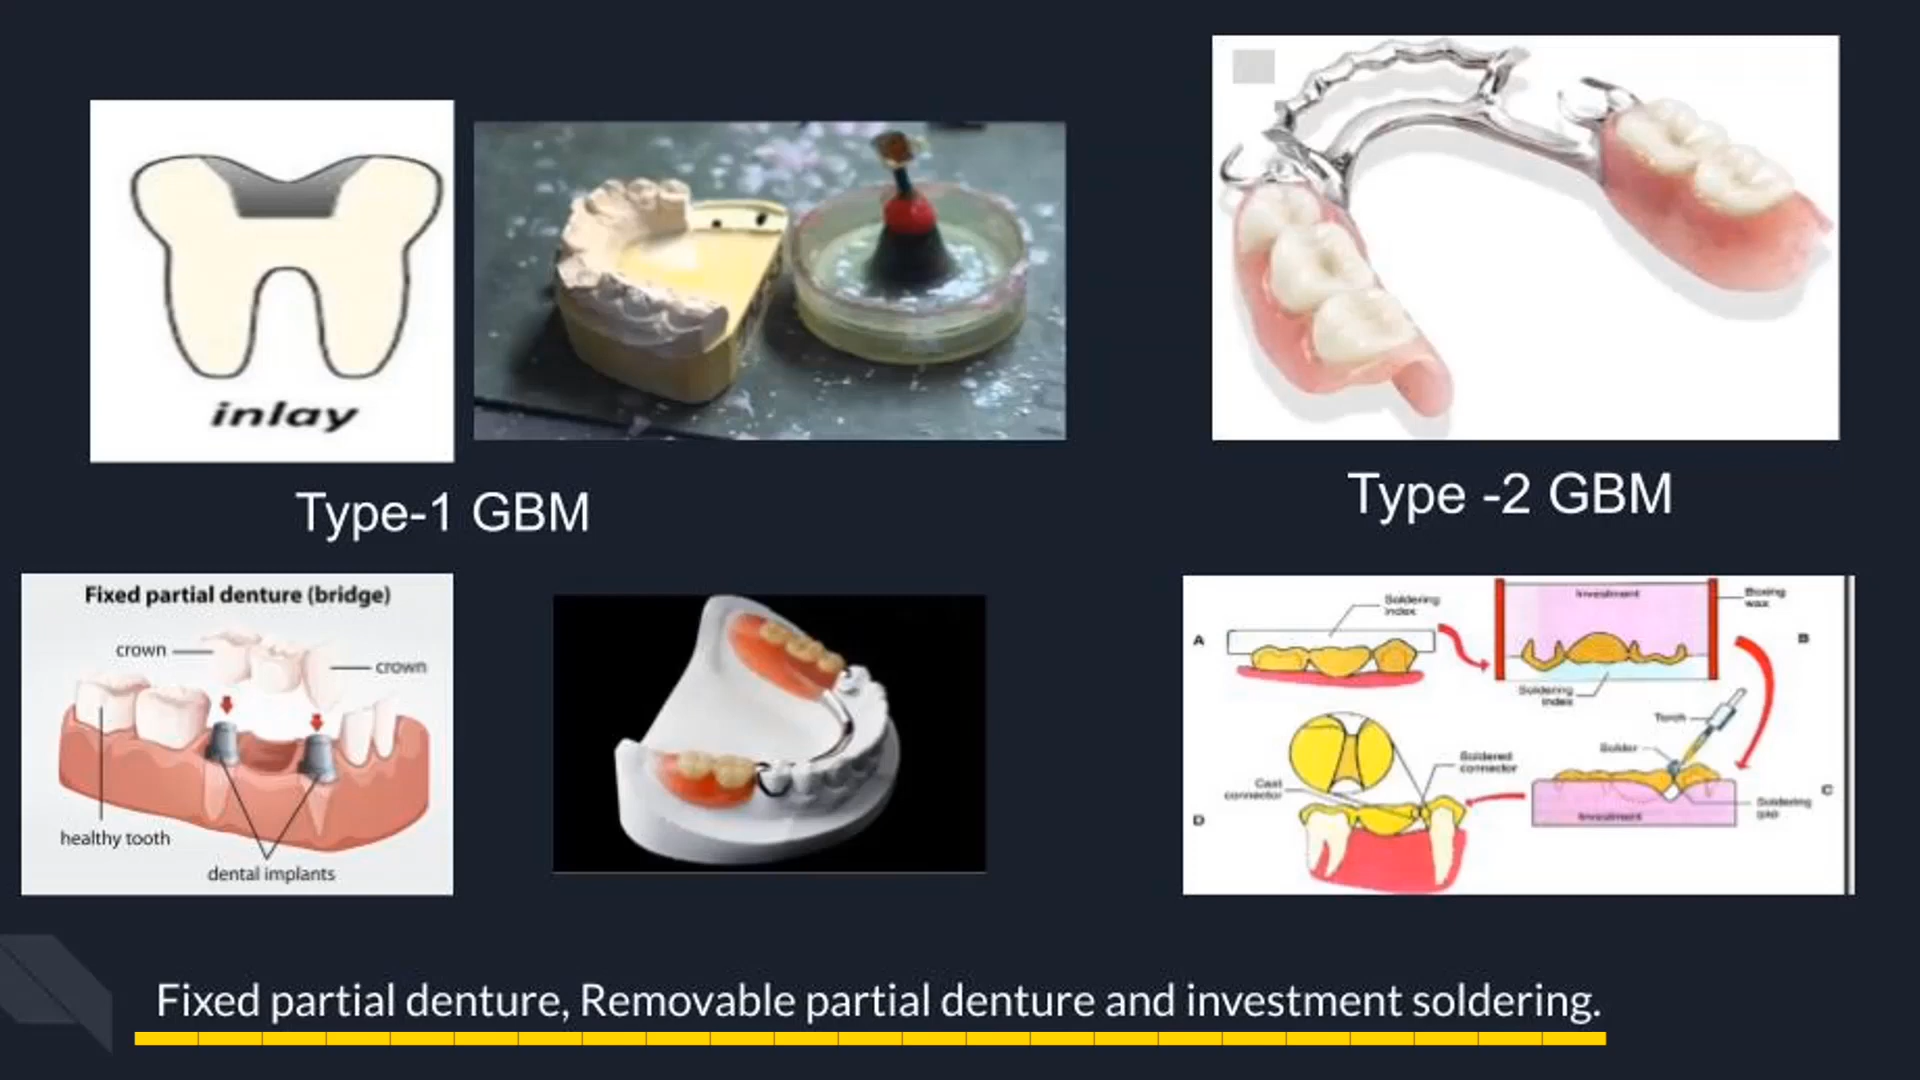 inlay
Type-1 GBM
Type -2 GBM
Fixed partial denture (bridge)
crown
crown
healthy tooth
dental implants
A
Soldering
index
Investment
Boxing
wax
B
Soldering
index
Torch
Solder
Soldered
connector
Cast
connector
C
Soldering
gap
Investment
D
Fixed partial denture, Removable partial denture and investment soldering.